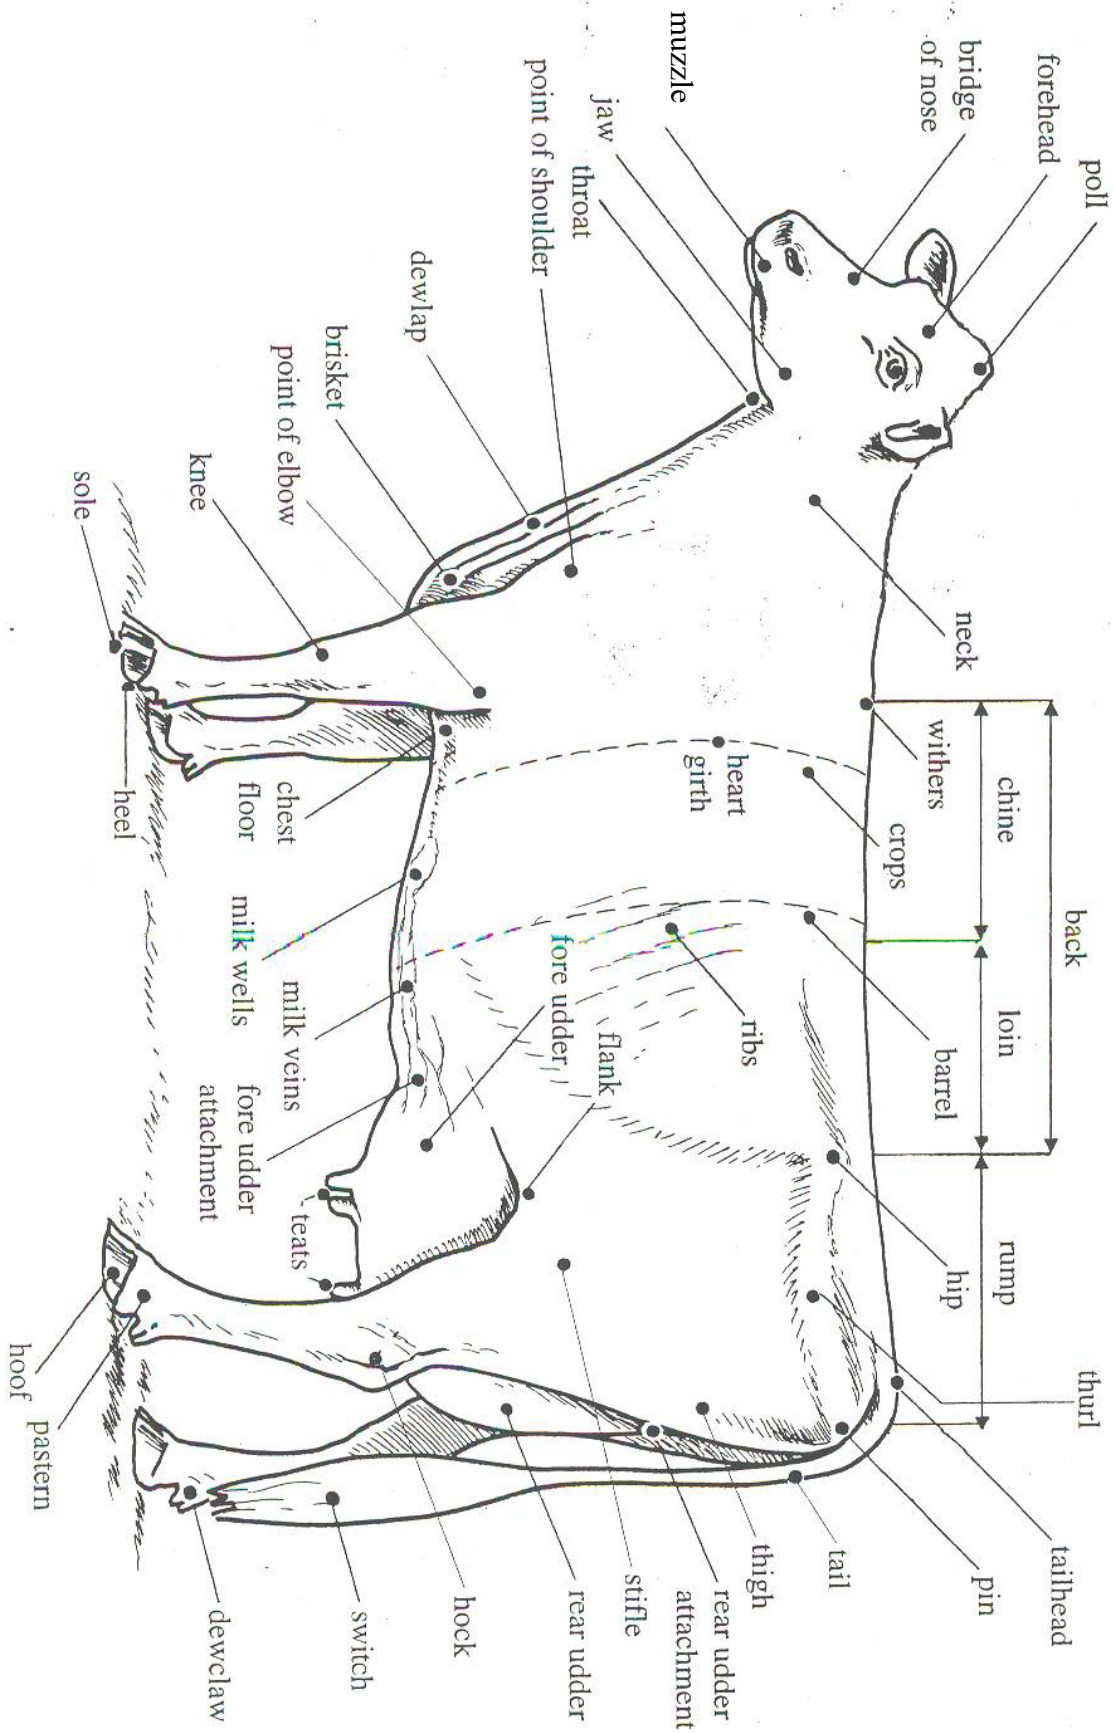 poll
forehead
bridge
of nose
muzzle
jaw
throat
point of shoulder
dewlap
brisket
point of elbow
knee
sole
heel
chest
floor
milk wells
milk veins
fore udder
attachment
teats
fore udder
flank
ribs
heart
girth
crops
barrel
neck
withers
chine
back
loin
rump
hip
thurl
tailhead
pin
tail
thigh
rear udder
attachment
stifle
rear udder
hock
switch
dewclaw
pastern
hoof